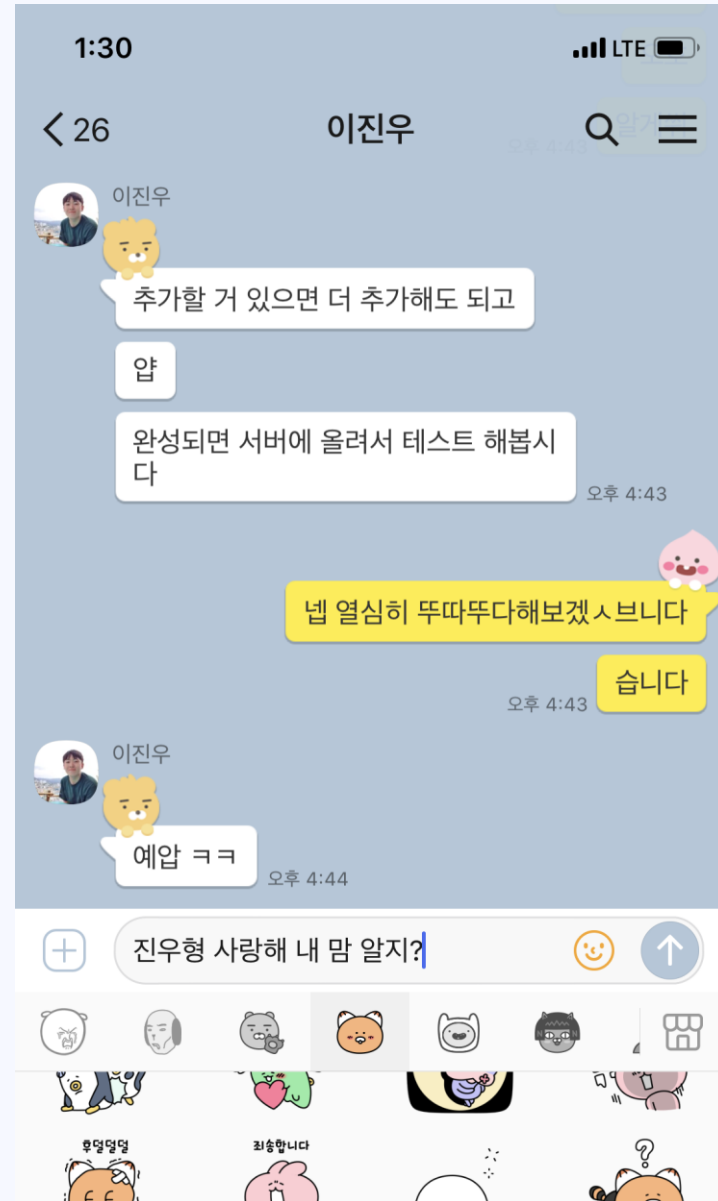 1:30
LTE
26
이진우
오후 4:43
이진우
추가할 거 있으면 더 추가해도 되고
얍
완성되면 서버에 올려서 테스트 해봅시
다
오후 4:43
넵 열심히 뚜따뚜다해보겠ㅅ브니다
습니다
오후 4:43
이진우
예압 ㅋㅋ
오후 4:44
진우형 사랑해 내 맘 알지?
후덜덜덜
죄송합니다
?